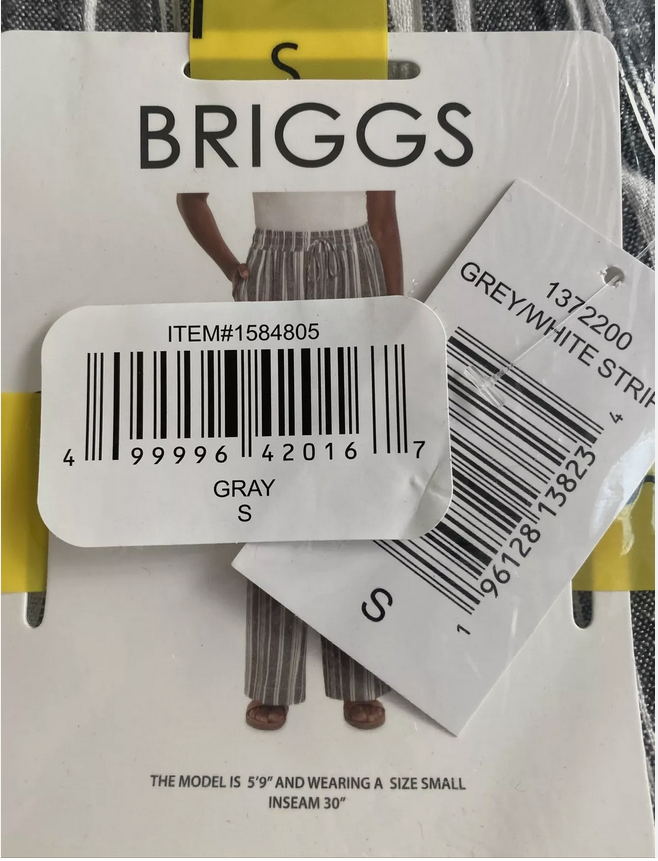 S
BRIGGS
ITEM#1584805
4 99996 42016 7
GRAY
S
1372200
GREY/WHITE
1 96128 13823 4
S
THE MODEL IS 5'9" AND WEARING A SIZE SMALL
INSEAM 30"